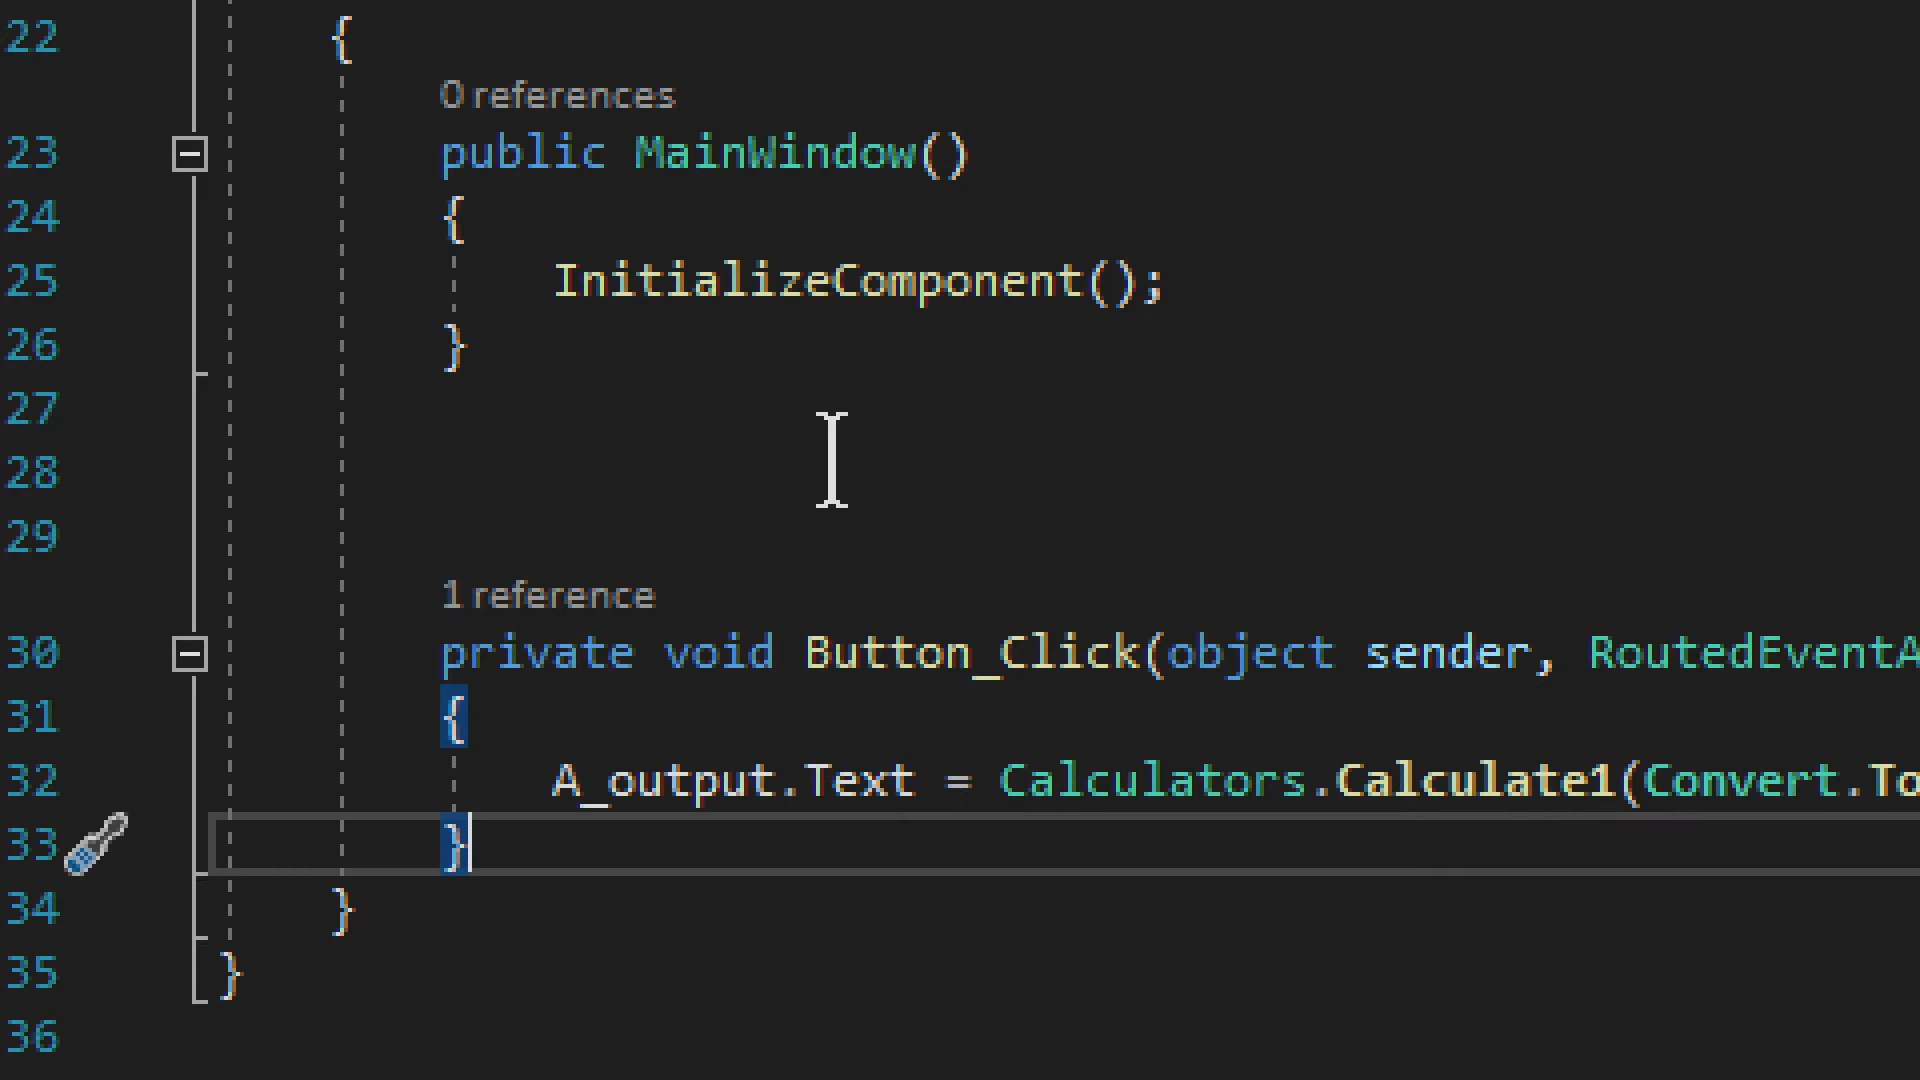 22 {
0 references
23 public MainWindow()
24 {
25 InitializeComponent();
26 }
27
28
29
1 reference
30 private void Button_Click(object sender, RoutedEventA
31 {
32 A_output.Text = Calculators.Calculate1(Convert.To
33 }
34 }
35 }
36